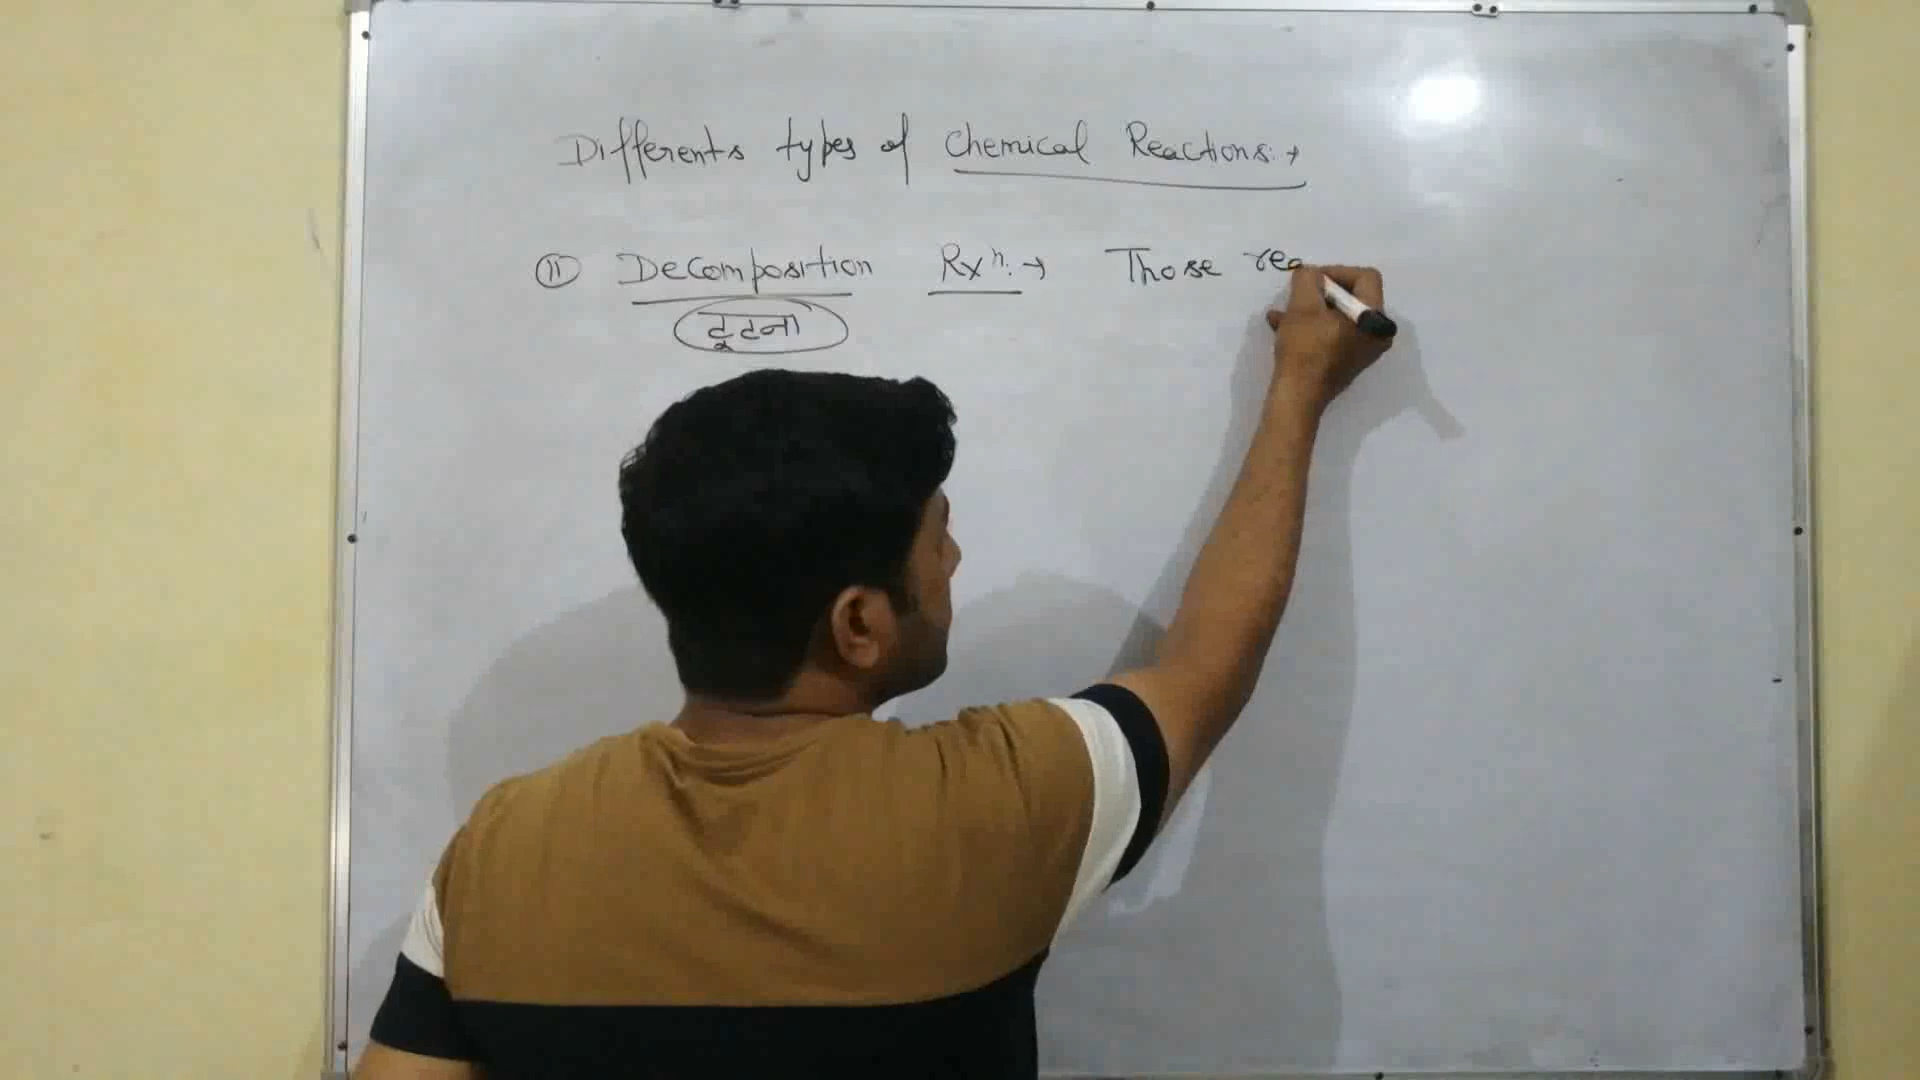 Differents types of Chemical Reactions:→
(ii) Decomposition Rxⁿ:→ Those rea
टूटना